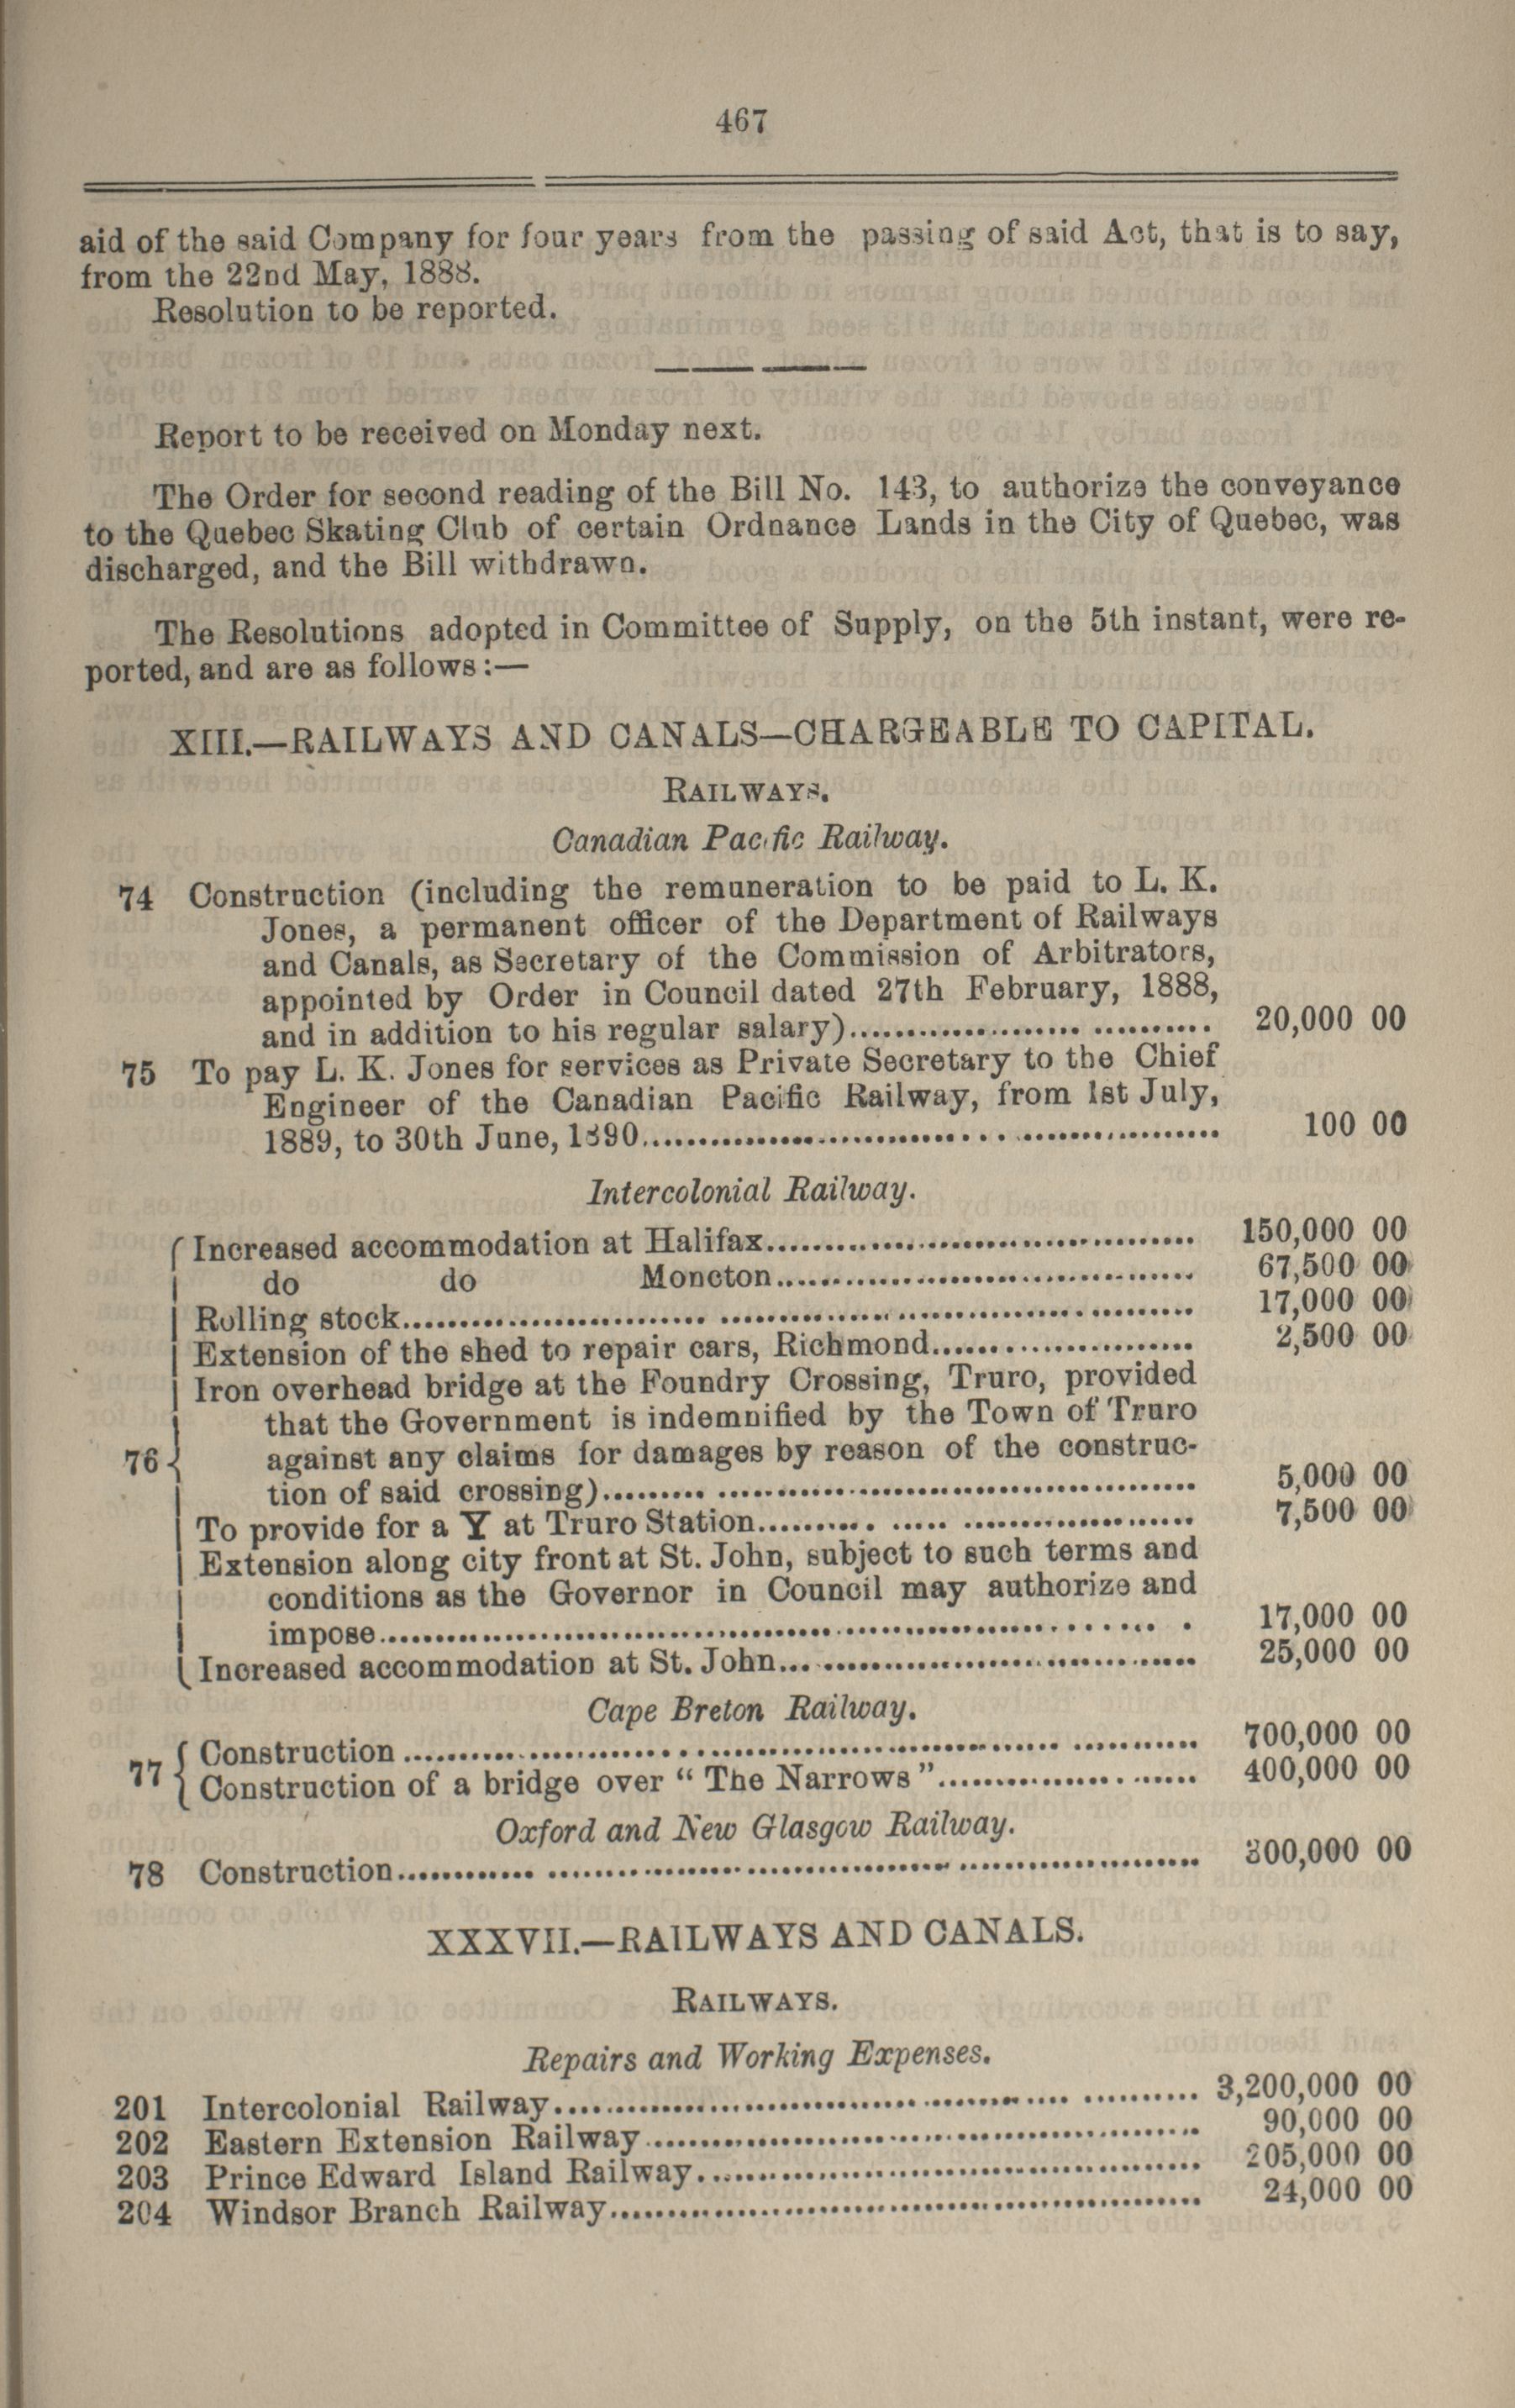 467
aid of the said Company for four years from the passing of said Act, that is to say,
from the 22nd May, 1888.
Resolution to be reported.
Report to be received on Monday next.
The Order for second reading of the Bill No. 143, to authorize the conveyance
to the Quebec Skating Club of certain Ordnance Lands in the City of Quebec, was
discharged, and the Bill withdrawn.
The Resolutions adopted in Committee of Supply, on the 5th instant, were re-
ported, and are as follows:—
XIII.—RAILWAYS AND CANALS—CHARGEABLE TO CAPITAL.
RAILWAYS.
Canadian Pacific Railway.
74 Construction (including the remuneration to be paid to L. K.
Jones, a permanent officer of the Department of Railways
and Canals, as Secretary of the Commission of Arbitrators,
appointed by Order in Council dated 27th February, 1888,
and in addition to his regular salary).............................. 20,000 00
75 To pay L. K. Jones for services as Private Secretary to the Chief
Engineer of the Canadian Pacific Railway, from 1st July,
1889, to 30th June, 1890................................................ 100 00
Intercolonial Railway.
Increased accommodation at Halifax.................................... 150,000 00
do do Moncton.................................... 67,500 00
Rolling stock.................................................................. 17,000 00
Extension of the shed to repair cars, Richmond...................... 2,500 00
Iron overhead bridge at the Foundry Crossing, Truro, provided
that the Government is indemnified by the Town of Truro
76 against any claims for damages by reason of the construc-
tion of said crossing).................................................. 5,000 00
To provide for a Y at Truro Station.................................... 7,500 00
Extension along city front at St. John, subject to such terms and
conditions as the Governor in Council may authorize and
impose...................................................................... 17,000 00
Increased accommodation at St. John.................................... 25,000 00
Cape Breton Railway.
77 Construction .................................................................. 700,000 00
Construction of a bridge over "The Narrows"...................... 400,000 00
Oxford and New Glasgow Railway.
78 Construction.................................................................. 300,000 00
XXXVII.—RAILWAYS AND CANALS.
RAILWAYS.
Repairs and Working Expenses.
201 Intercolonial Railway...................................................... 3,200,000 00
202 Eastern Extension Railway................................................ 90,000 00
203 Prince Edward Island Railway............................................ 205,000 00
204 Windsor Branch Railway.................................................. 24,000 00